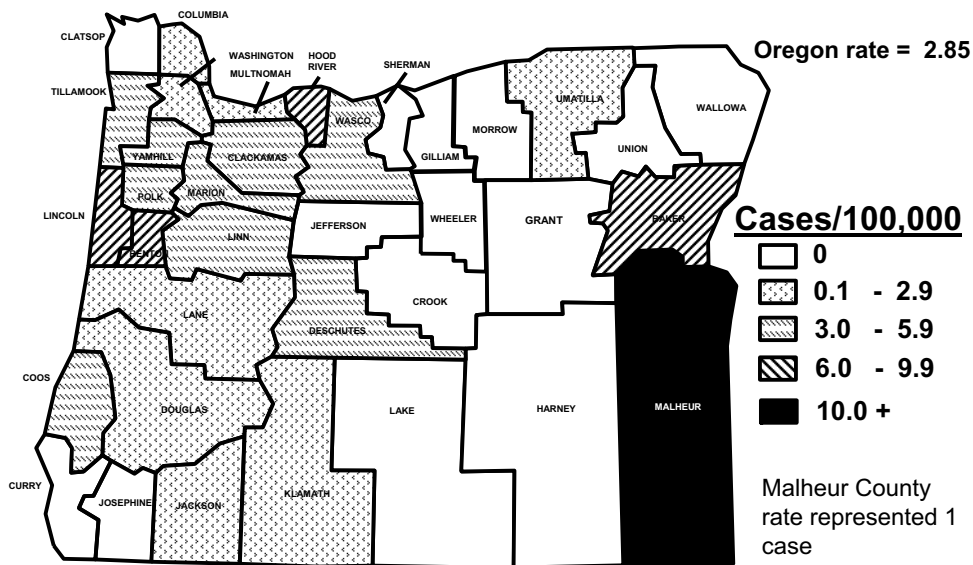 COLUMBIA
CLATSOP
WASHINGTON
MULTNOMAH
HOOD
RIVER
SHERMAN
Oregon rate = 2.85
TILLAMOOK
WASCO
UMATILLA
WALLOWA
MORROW
YAMHILL
CLACKAMAS
GILLIAM
UNION
POLK
MARION
LINCOLN
JEFFERSON
WHEELER
GRANT
BAKER
LINN
BENTON
Cases/100,000
0
0.1 - 2.9
3.0 - 5.9
6.0 - 9.9
10.0 +
CROOK
LANE
DESCHUTES
COOS
DOUGLAS
LAKE
HARNEY
MALHEUR
CURRY
JOSEPHINE
JACKSON
KLAMATH
Malheur County
rate represented 1
case